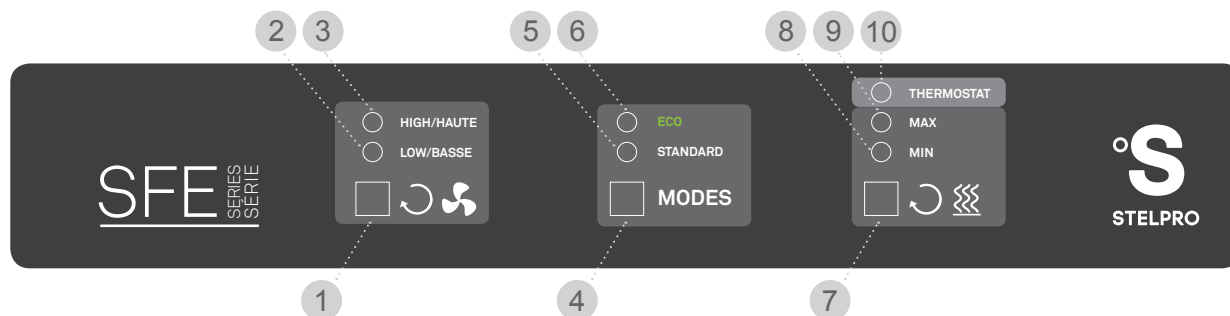 2 3 5 6 8 9 10
THERMOSTAT
HIGH/HAUTE ECO MAX
LOW/BASSE STANDARD MIN
SFE SERIES SÉRIE
MODES
°S
STELPRO
1 4 7